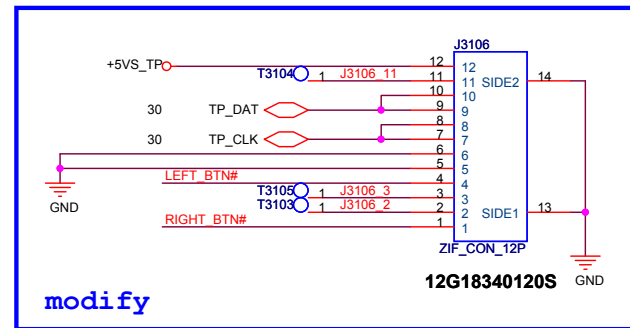 J3106
+5VS_TP 12 12
T3104 1 J3106_11 11 11 SIDE2 14
10 10
30 TP_DAT 9 9
8 8
30 TP_CLK 7 7
6 6
5 5
LEFT_BTN# 4 4
T3105 1 J3106_3 3 3
T3103 1 J3106_2 2 2 SIDE1 13
RIGHT_BTN# 1 1
GND
ZIF_CON_12P
12G18340120S
GND
modify